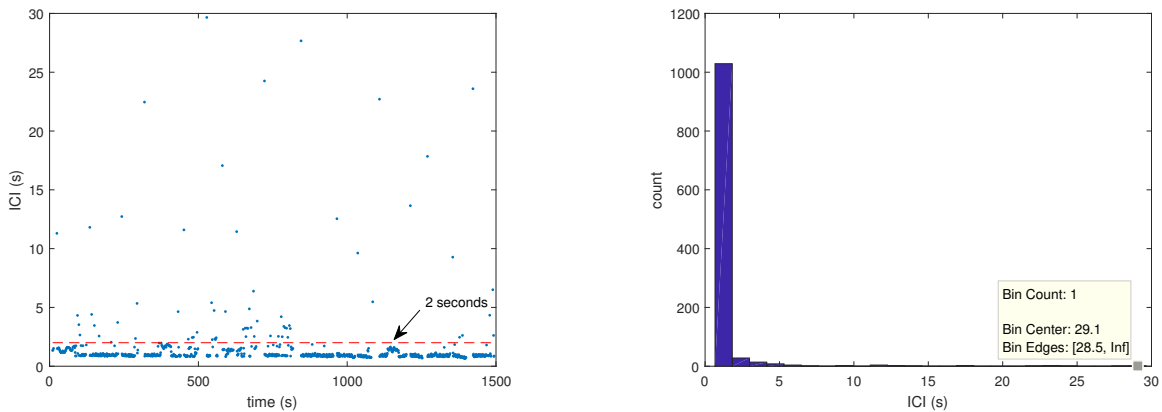 30
25
20
15
10
5
0
ICI (s)
2 seconds
0 500 1000 1500
time (s)
1200
1000
800
600
400
200
0
count
Bin Count: 1
Bin Center: 29.1
Bin Edges: [28.5, Inf]
0 5 10 15 20 25 30
ICI (s)